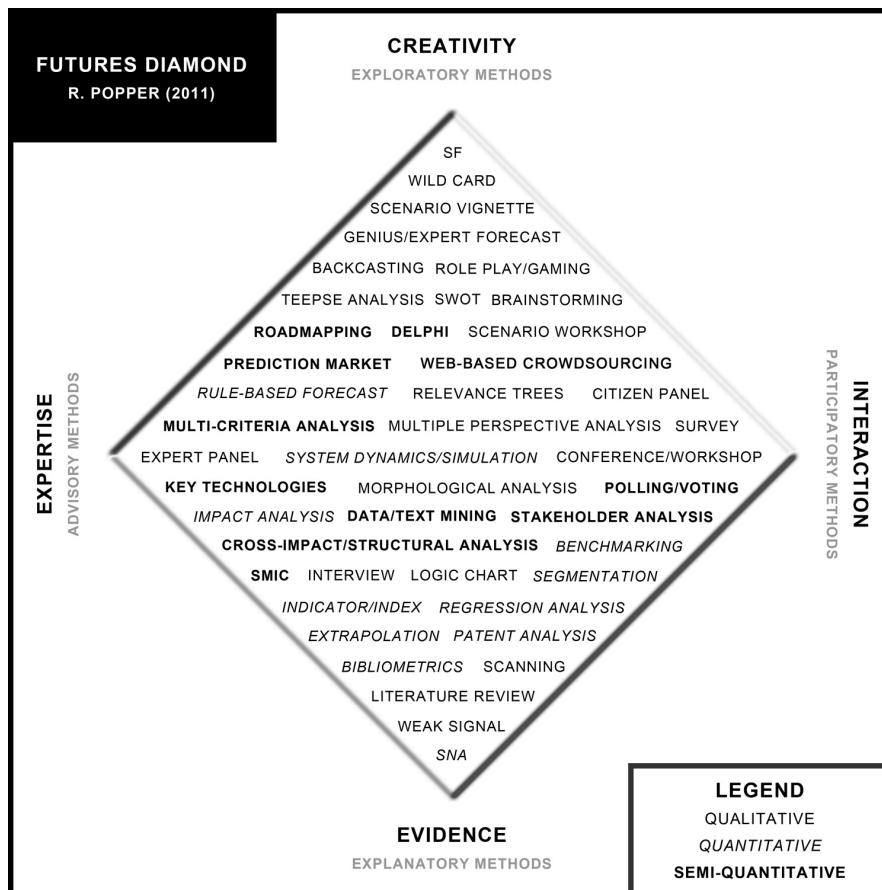 FUTURES DIAMOND
R. POPPER (2011)
CREATIVITY
EXPLORATORY METHODS
SF
WILD CARD
SCENARIO VIGNETTE
GENIUS/EXPERT FORECAST
BACKCASTING ROLE PLAY/GAMING
TEEPSE ANALYSIS SWOT BRAINSTORMING
ROADMAPPING DELPHI SCENARIO WORKSHOP
PREDICTION MARKET WEB-BASED CROWDSOURCING
RULE-BASED FORECAST RELEVANCE TREES CITIZEN PANEL
MULTI-CRITERIA ANALYSIS MULTIPLE PERSPECTIVE ANALYSIS SURVEY
EXPERT PANEL SYSTEM DYNAMICS/SIMULATION CONFERENCE/WORKSHOP
KEY TECHNOLOGIES MORPHOLOGICAL ANALYSIS POLLING/VOTING
IMPACT ANALYSIS DATA/TEXT MINING STAKEHOLDER ANALYSIS
CROSS-IMPACT/STRUCTURAL ANALYSIS BENCHMARKING
SMIC INTERVIEW LOGIC CHART SEGMENTATION
INDICATOR/INDEX REGRESSION ANALYSIS
EXTRAPOLATION PATENT ANALYSIS
BIBLIOMETRICS SCANNING
LITERATURE REVIEW
WEAK SIGNAL
SNA
EXPERTISE
ADVISORY METHODS
INTERACTION
PARTICIPATORY METHODS
EVIDENCE
EXPLANATORY METHODS
LEGEND
QUALITATIVE
QUANTITATIVE
SEMI-QUANTITATIVE